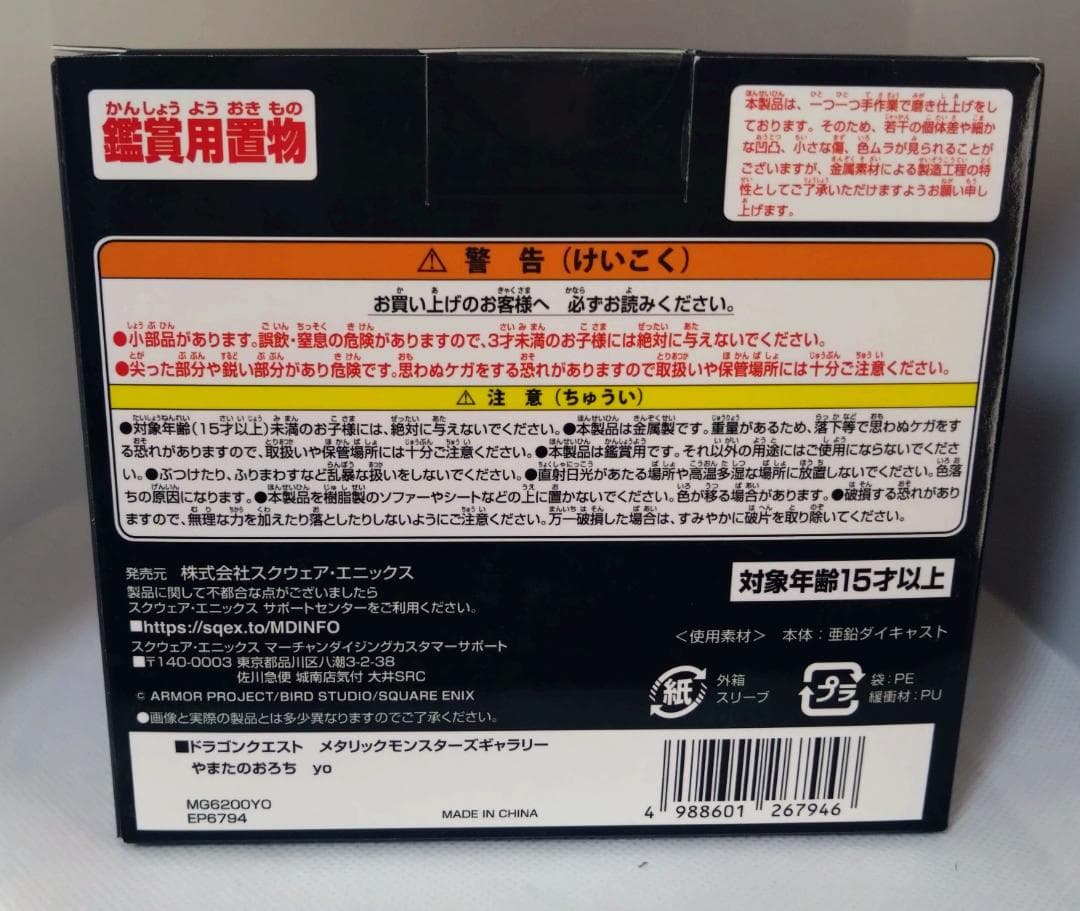 かんしょう よう おき もの
鑑賞用置物
本製品は、一つ一つ手作業で磨き仕上げをし
ております。そのため、若干の個体差や細か
な凹凸、小さな傷、色ムラが見られることが
ございますが、金属素材による製造工程の特
性としてご了承いただけますようお願い申し
上げます。
⚠ 警 告 (けいこく)
お買い上げのお客様へ 必ずお読みください。
●小部品があります。誤飲・窒息の危険がありますので、3才未満のお子様には絶対に与えないでください。
●尖った部分や鋭い部分があり危険です。思わぬケガをする恐れがありますので取扱いや保管場所には十分ご注意ください。
⚠ 注 意 (ちゅうい)
●対象年齢(15才以上)未満のお子様には、絶対に与えないでください。●本製品は金属製です。重量があるため、落下等で思わぬケガをす
る恐れがありますので、取扱いや保管場所には十分ご注意ください。●本製品は鑑賞用です。それ以外の用途にはご使用にならないでくださ
い。●ぶつけたり、ふりまわすなど乱暴な扱いをしないでください。●直射日光があたる場所や高温多湿な場所に放置しないでください。色落
ちの原因になります。●本製品を樹脂製のソファーやシートなどの上に置かないでください。色が移る場合があります。●破損する恐れがあり
ますので、無理な力を加えたり落としたりしないようにご注意ください。万一破損した場合は、すみやかに破片を取り除いてください。
発売元 株式会社スクウェア・エニックス
製品に関して不都合な点がございましたら
スクウェア・エニックス サポートセンターをご利用ください。
■https://sqex.to/MDINFO
スクウェア・エニックス マーチャンダイジングカスタマーサポート
■〒140-0003 東京都品川区八潮3-2-38
佐川急便 城南店気付 大井SRC
© ARMOR PROJECT/BIRD STUDIO/SQUARE ENIX
●画像と実際の製品とは多少異なりますのでご了承ください。
対象年齢15才以上
<使用素材> 本体:亜鉛ダイキャスト
紙
外箱
スリーブ
プラ
袋:PE
緩衝材:PU
■ドラゴンクエスト メタリックモンスターズギャラリー
やまたのおろち yo
MG6200YO
EP6794
MADE IN CHINA
4 988601 267946